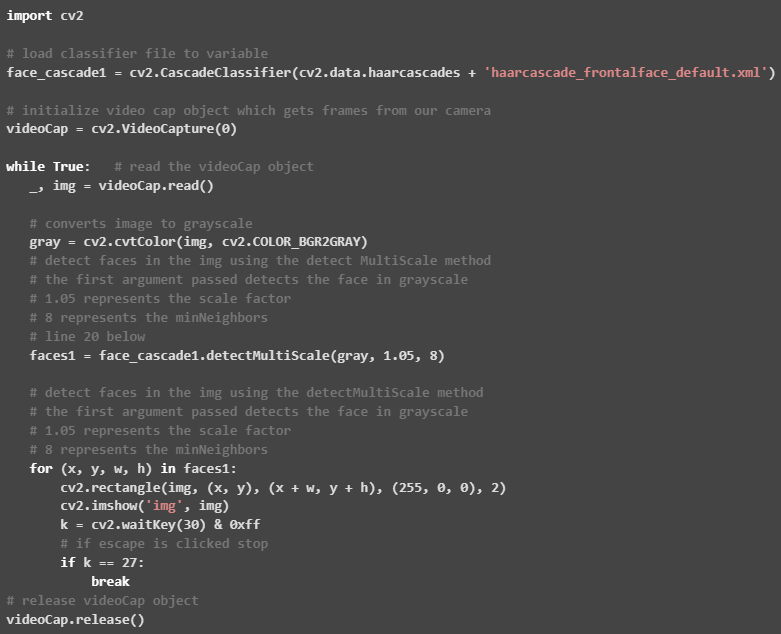 import cv2
# load classifier file to variable
face_cascade1 = cv2.CascadeClassifier(cv2.data.haarcascades + 'haarcascade_frontalface_default.xml')
# initialize video cap object which gets frames from our camera
videoCap = cv2.VideoCapture(0)
while True:   # read the videoCap object
   _, img = videoCap.read()
   # converts image to grayscale
   gray = cv2.cvtColor(img, cv2.COLOR_BGR2GRAY)
   # detect faces in the img using the detect MultiScale method
   # the first argument passed detects the face in grayscale
   # 1.05 represents the scale factor
   # 8 represents the minNeighbors
   # line 20 below
   faces1 = face_cascade1.detectMultiScale(gray, 1.05, 8)
   # detect faces in the img using the detectMultiScale method
   # the first argument passed detects the face in grayscale
   # 1.05 represents the scale factor
   # 8 represents the minNeighbors
   for (x, y, w, h) in faces1:
       cv2.rectangle(img, (x, y), (x + w, y + h), (255, 0, 0), 2)
       cv2.imshow('img', img)
       k = cv2.waitKey(30) & 0xff
       # if escape is clicked stop
       if k == 27:
           break
# release videoCap object
videoCap.release()